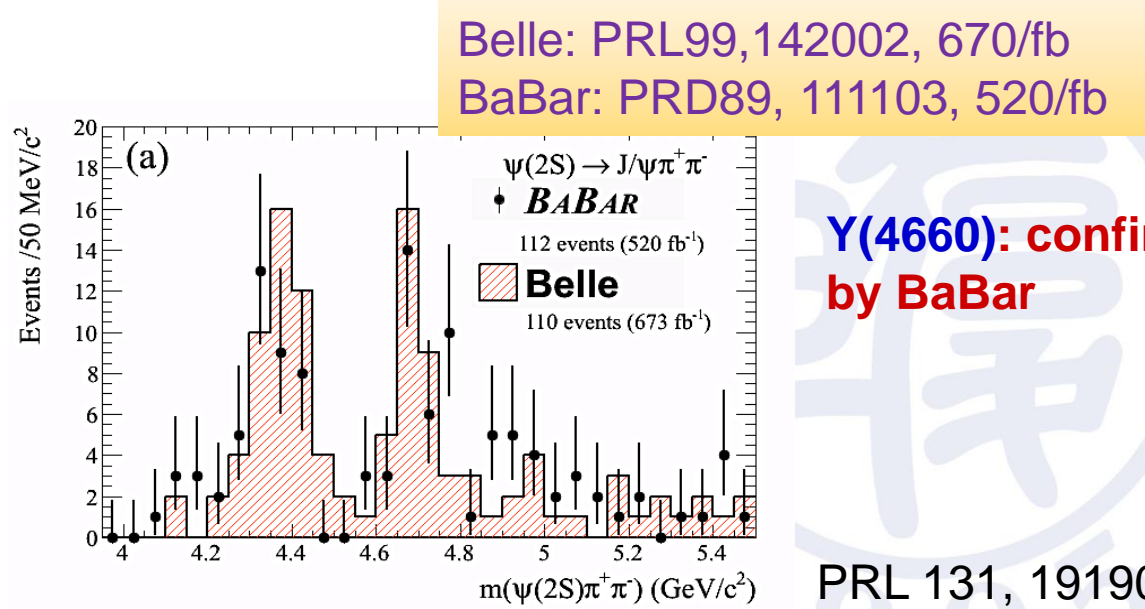 Belle: PRL99,142002, 670/fb
BaBar: PRD89, 111103, 520/fb
Events /50 MeV/c²
20
18
16
14
12
10
8
6
4
2
0
(a)
ψ(2S) → J/ψπ⁺π⁻
BABAR
112 events (520 fb⁻¹)
Belle
110 events (673 fb⁻¹)
4 4.2 4.4 4.6 4.8 5 5.2 5.4
m(ψ(2S)π⁺π⁻) (GeV/c²)
Y(4660): confir
by BaBar
PRL 131, 19190